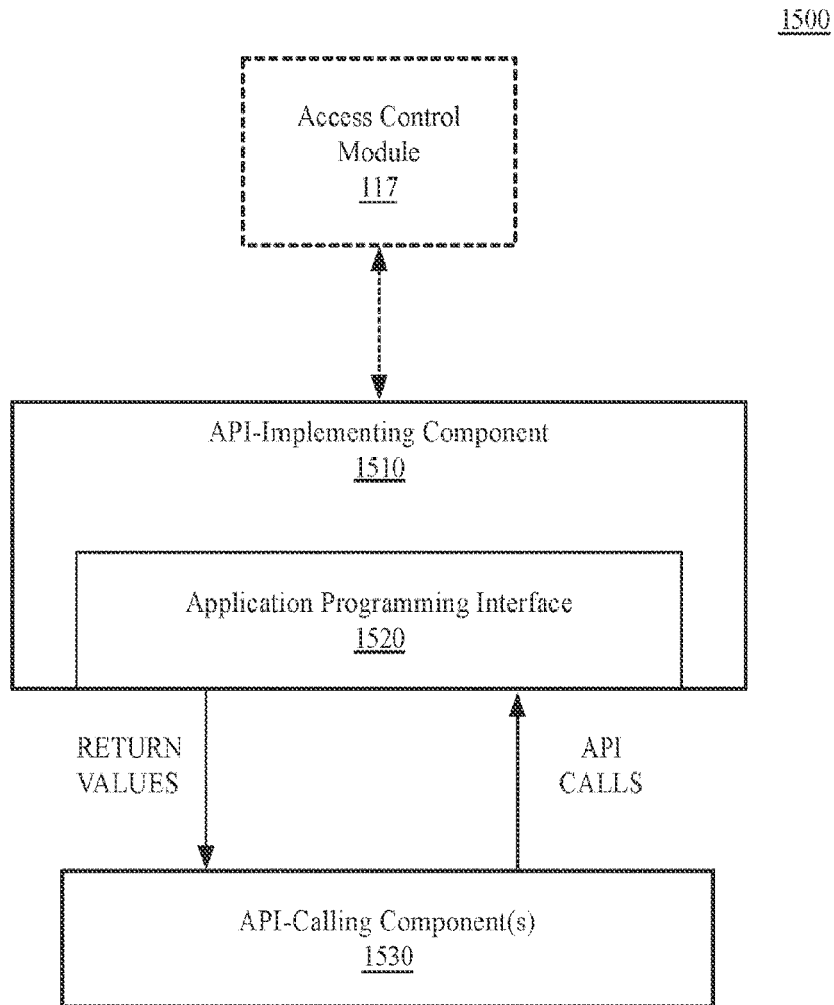 1500
Access Control
Module
117
API-Implementing Component
1510
Application Programming Interface
1520
RETURN
VALUES
API
CALLS
API-Calling Component(s)
1530